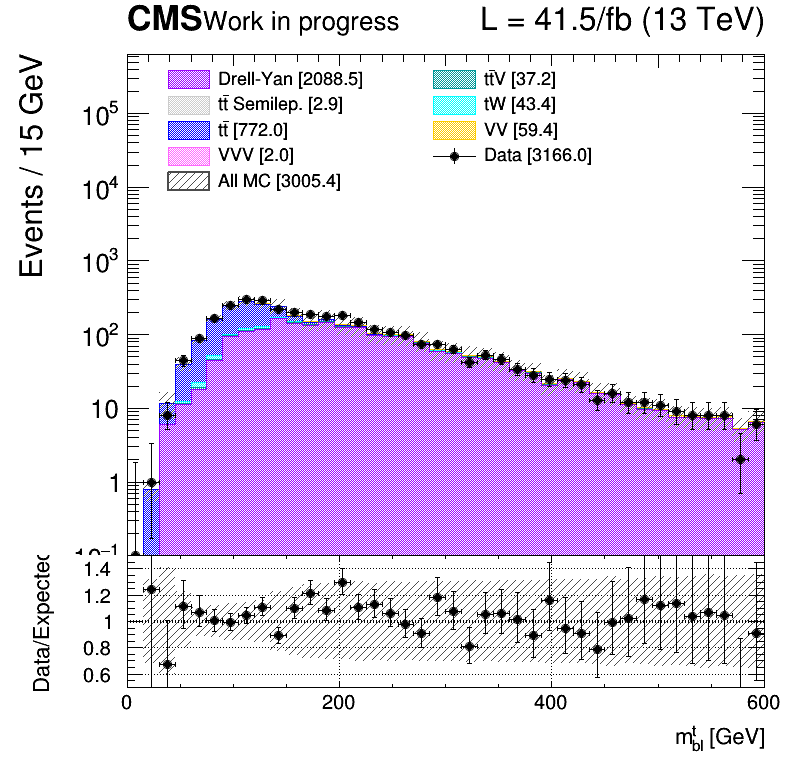 CMS Work in progress L = 41.5/fb (13 TeV)
Events / 15 GeV
Drell-Yan [2088.5]
tt̄ Semilep. [2.9]
tt̄ [772.0]
VVV [2.0]
All MC [3005.4]
tt̄V [37.2]
tW [43.4]
VV [59.4]
Data [3166.0]
10⁵
10⁴
10³
10²
10
1
10⁻¹
Data/Expected
1.4
1.2
1
0.8
0.6
0 200 400 600
mᵗ_bl [GeV]